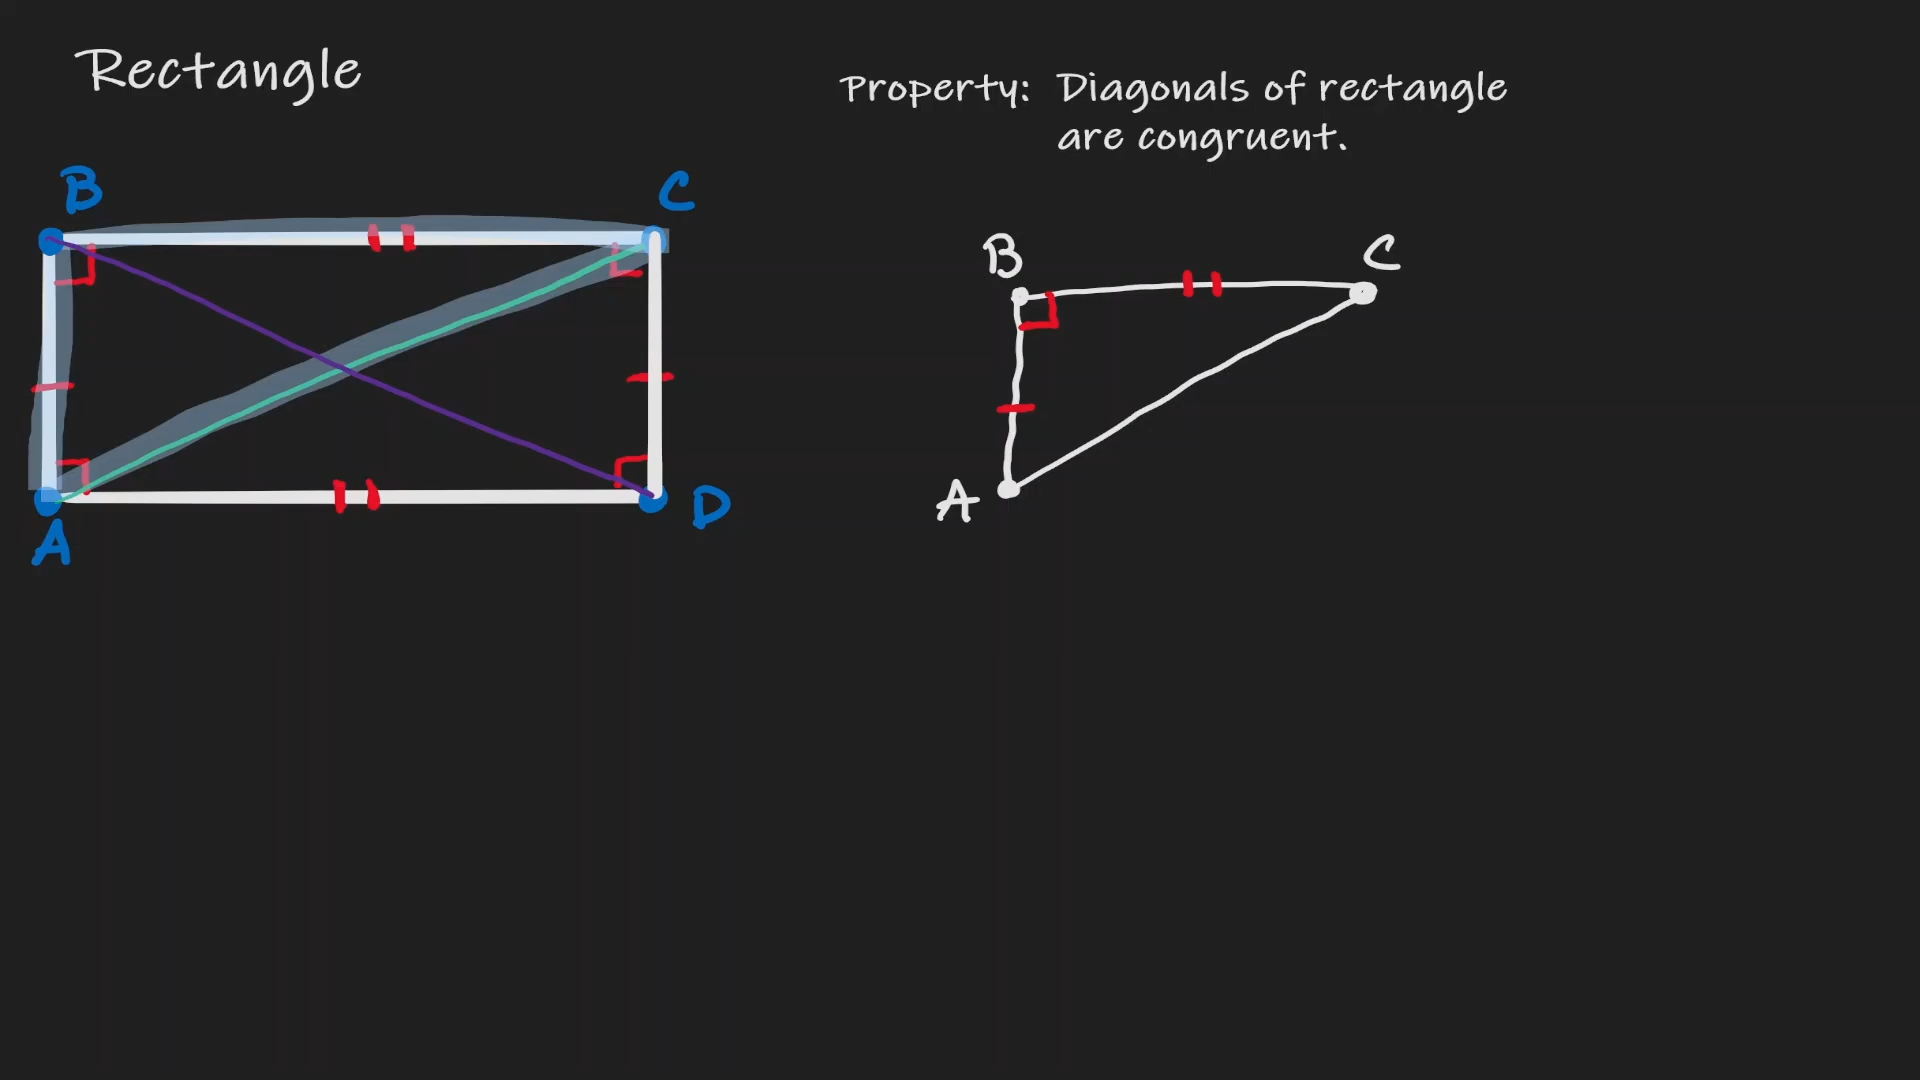 Rectangle
Property: Diagonals of rectangle
are congruent.
B
C
A
D
B
C
A